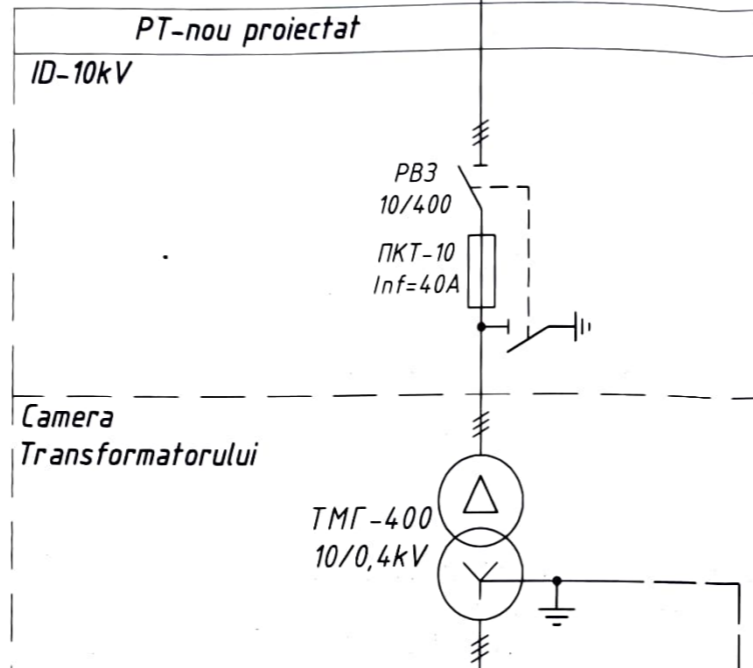 PT-nou proiectat
ID-10kV
РВЗ
10/400
ПКТ-10
Inf=40A
Camera
Transformatorului
ТМГ-400
10/0,4kV